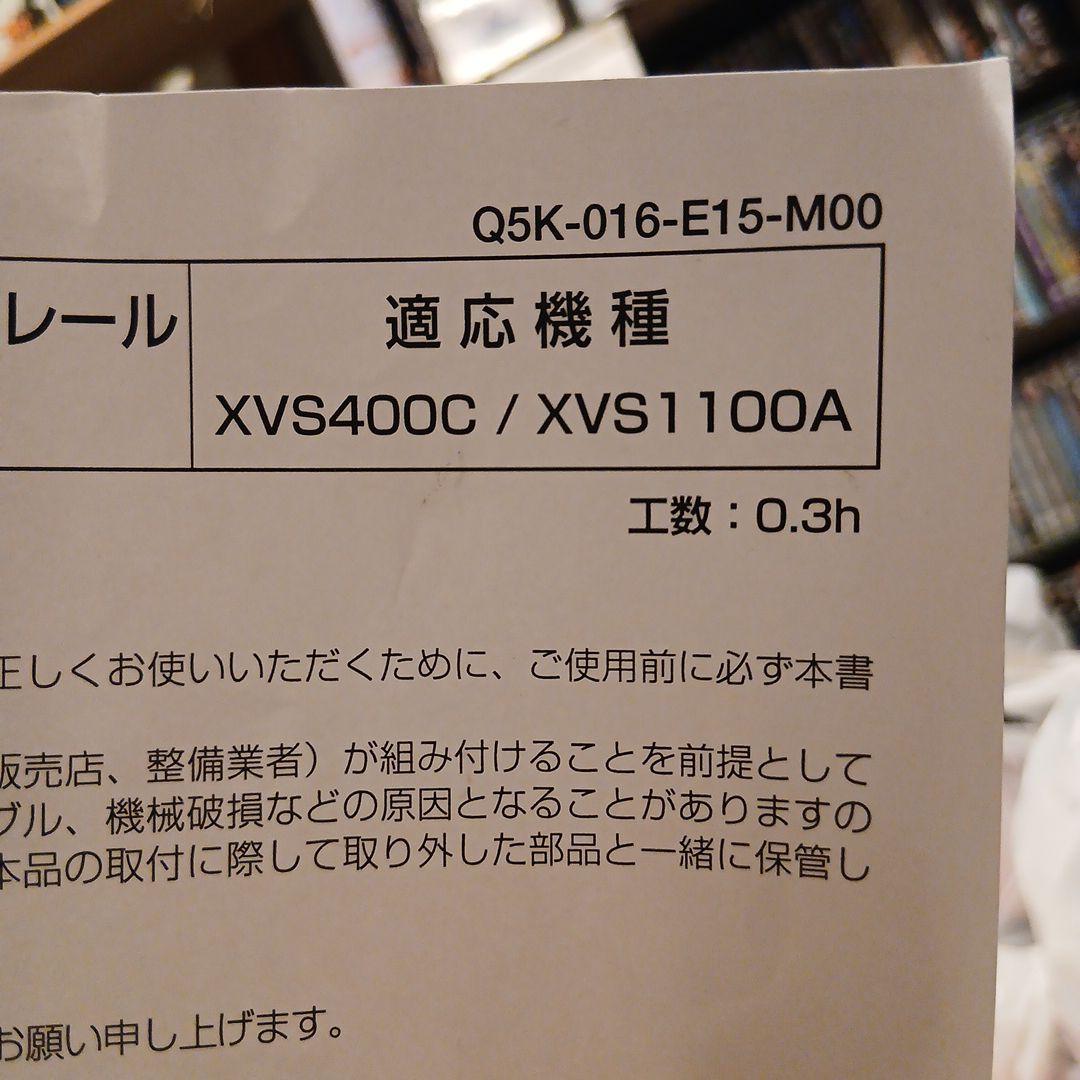 Q5K-016-E15-M00
レール
適応機種
XVS400C / XVS1100A
工数：0.3h
正しくお使いいただくために、ご使用前に必ず本書
販売店、整備業者）が組み付けることを前提として
ブル、機械破損などの原因となることがありますの
本品の取付に際して取り外した部品と一緒に保管し
お願い申し上げます。